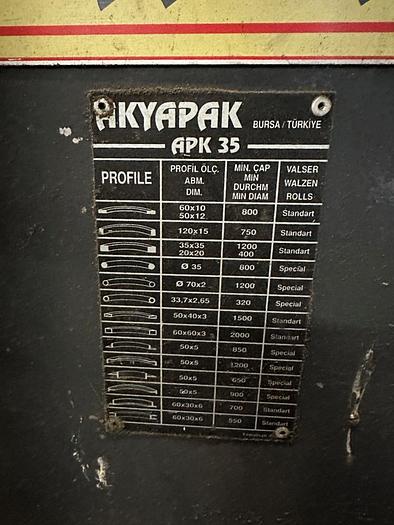 AKYAPAK BURSA / TÜRKİYE
APK 35
PROFILE
PROFİL ÖLÇ.
ABM.
DIM.
MİN. ÇAP
MIN
DURCHM
MIN DIAM
VALSER
WALZEN
ROLLS
60x10
50x12 800 Standart
120x15 750 Standart
35x35 1200
20x20 400 Standart
Ø 35 800 Special
Ø 70x2 1200 Special
33,7x2.65 320 Special
50x40x3 1500 Standart
60x60x3 2000 Standart
50x5 850 Special
50x5 1200 Special
50x5 650 Special
50x5 900 Special
60x30x6 700 Standart
60x30x6 550 Standart